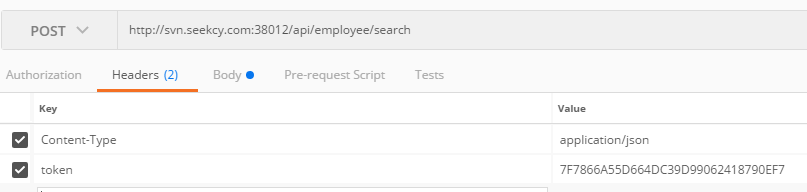 POST http://svn.seekcy.com:38012/api/employee/search
Authorization Headers (2) Body Pre-request Script Tests
Key Value
Content-Type application/json
token 7F7866A55D664DC39D99062418790EF7